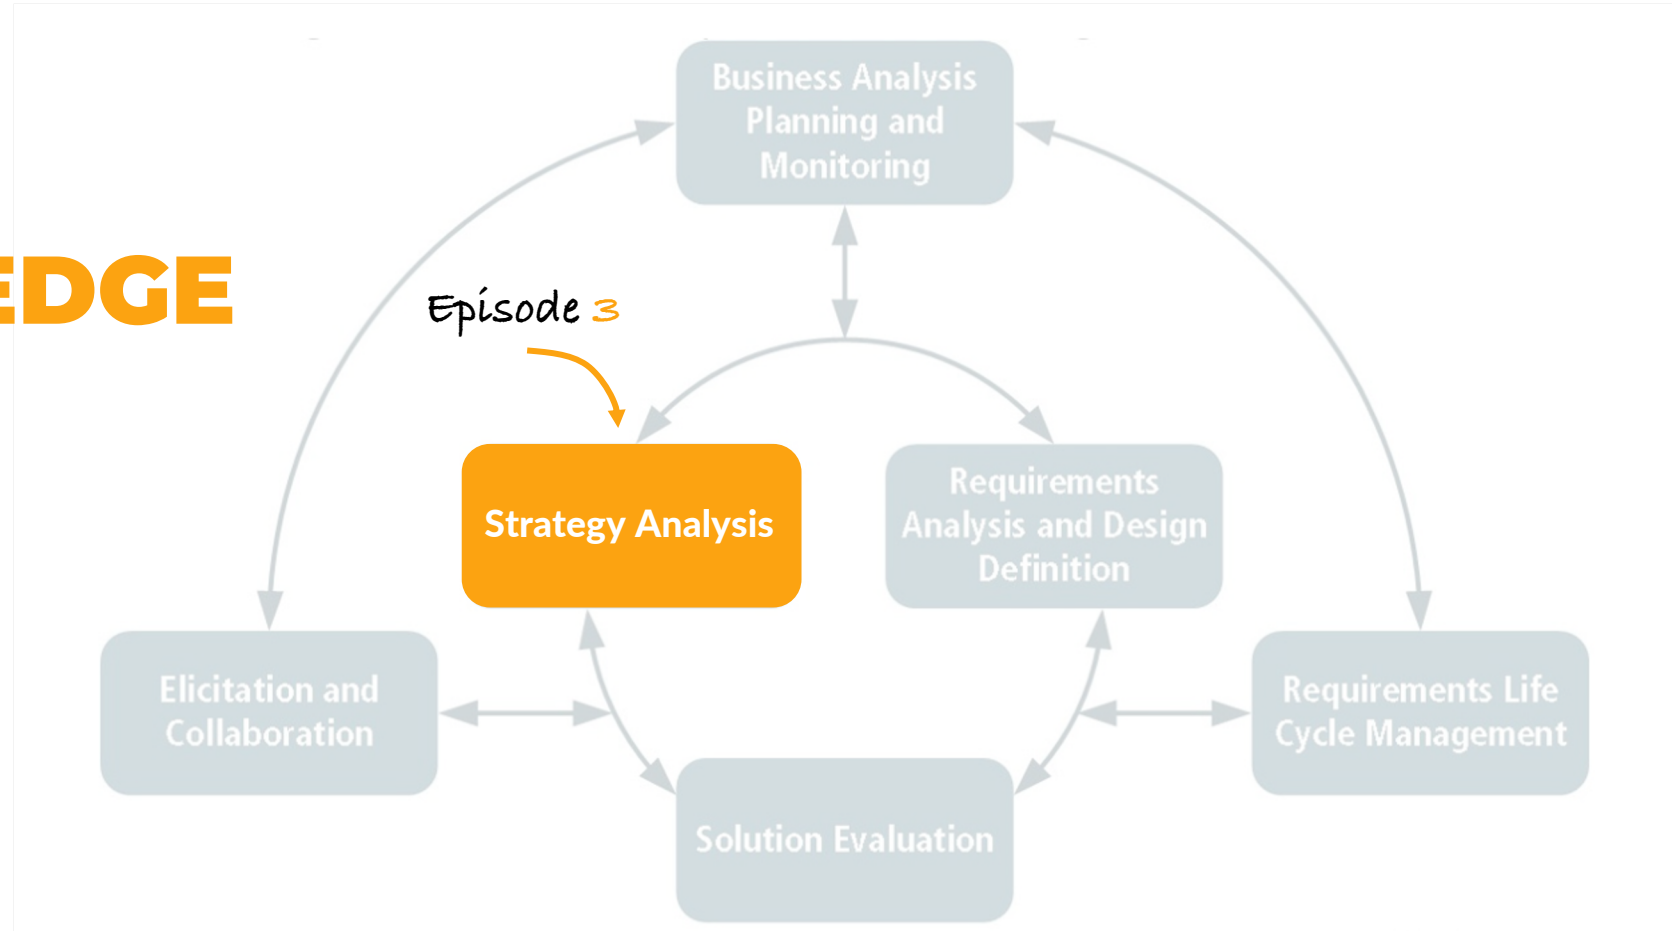 Business Analysis
Planning and
Monitoring
EDGE
Episode 3
Strategy Analysis
Requirements
Analysis and Design
Definition
Elicitation and
Collaboration
Requirements Life
Cycle Management
Solution Evaluation